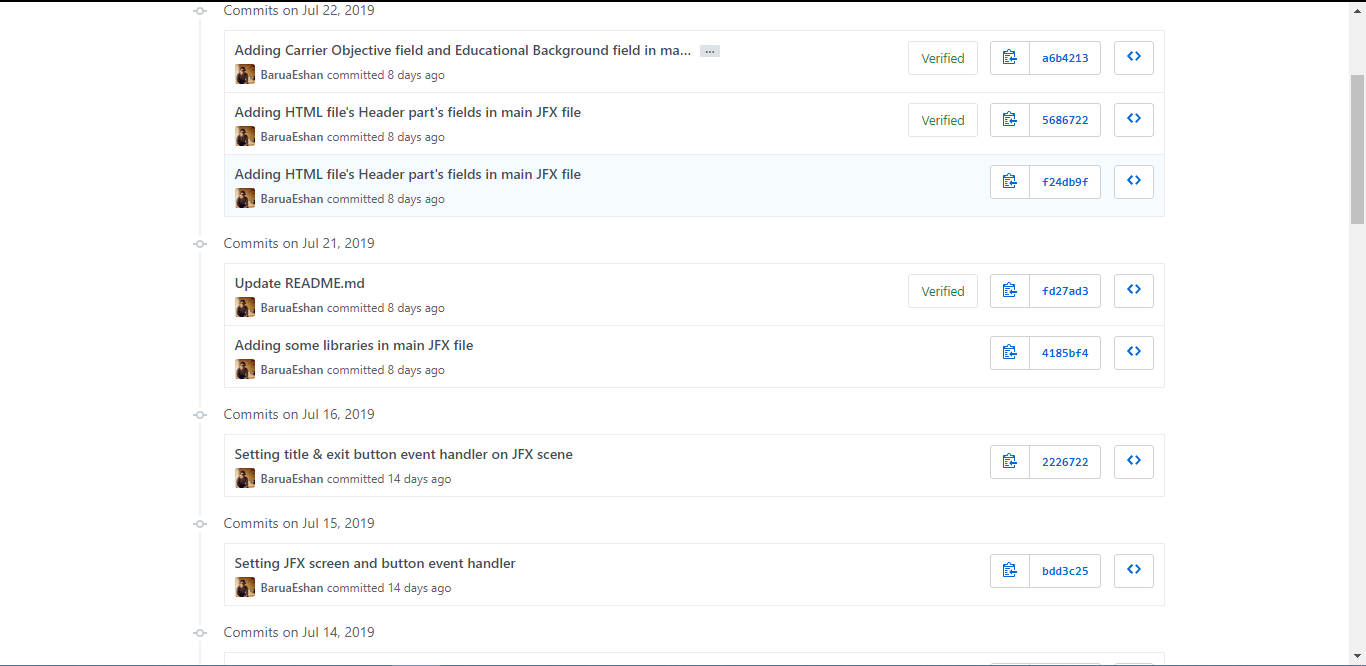 Commits on Jul 22, 2019
Adding Carrier Objective field and Educational Background field in ma... ...
Verified
a6b4213
BaruaEshan committed 8 days ago
Adding HTML file's Header part's fields in main JFX file
Verified
5686722
BaruaEshan committed 8 days ago
Adding HTML file's Header part's fields in main JFX file
f24db9f
BaruaEshan committed 8 days ago
Commits on Jul 21, 2019
Update README.md
Verified
fd27ad3
BaruaEshan committed 8 days ago
Adding some libraries in main JFX file
4185bf4
BaruaEshan committed 8 days ago
Commits on Jul 16, 2019
Setting title & exit button event handler on JFX scene
2226722
BaruaEshan committed 14 days ago
Commits on Jul 15, 2019
Setting JFX screen and button event handler
bdd3c25
BaruaEshan committed 14 days ago
Commits on Jul 14, 2019